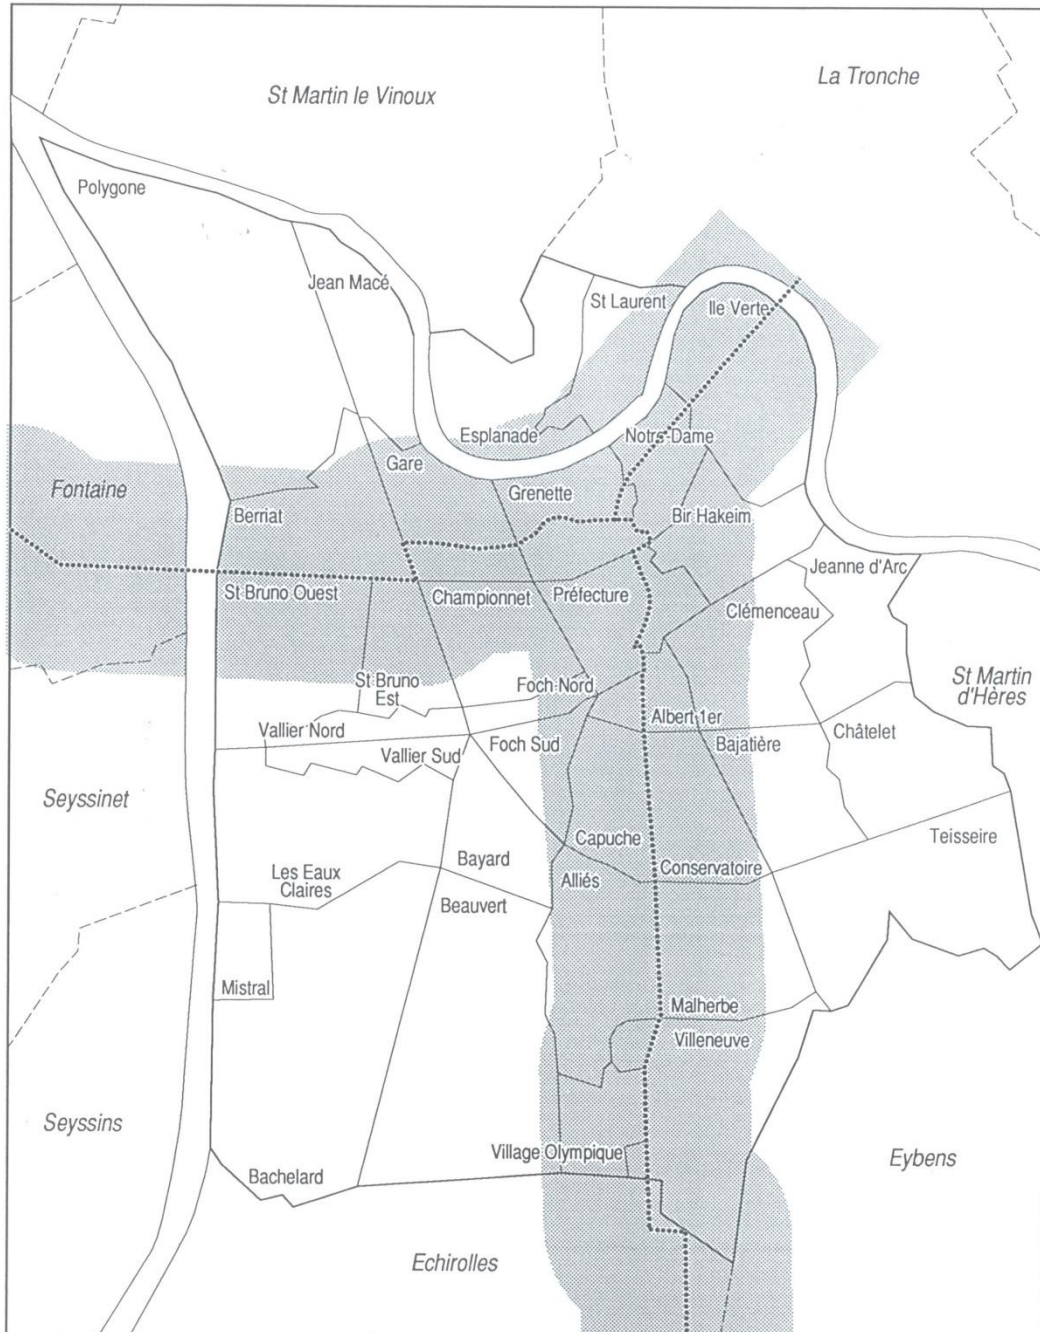 La Tronche
St Martin le Vinoux
Polygone
Jean Macé
St Laurent
Ile Verte
Esplanade
Notre-Dame
Gare
Fontaine
Grenette
Berriat
Bir Hakeim
Jeanne d'Arc
St Bruno Ouest
Championnet
Préfecture
Clémenceau
St Bruno
Est
Foch Nord
St Martin
d'Hères
Vallier Nord
Albert 1er
Châtelet
Vallier Sud
Foch Sud
Bajatière
Seyssinet
Capuche
Teisseire
Les Eaux
Claires
Bayard
Conservatoire
Alliés
Beauvert
Mistral
Malherbe
Villeneuve
Seyssins
Village Olympique
Eybens
Bachelard
Echirolles